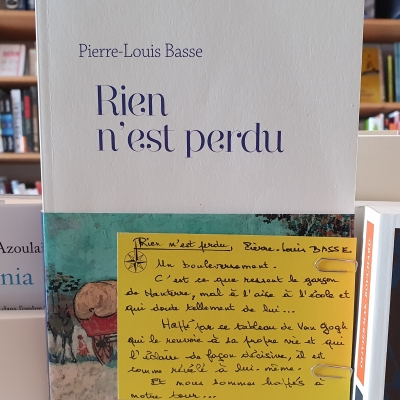 Pierre-Louis Basse
Rien
n'est perdu
Azoulai
nia
Rien n'est perdu, Pierre-Louis BASSE
Un bouleversement.
C'est ce que ressent le garçon
de Nanterre, mal à l'aise à l'école et
qui doute tellement de lui...
Happé par ce tableau de Van Gogh
qui le renvoie à sa propre vie et qui
l'éclaire de façon décisive, il est
comme révélé à lui-même.
Et nous sommes happés à
notre tour...